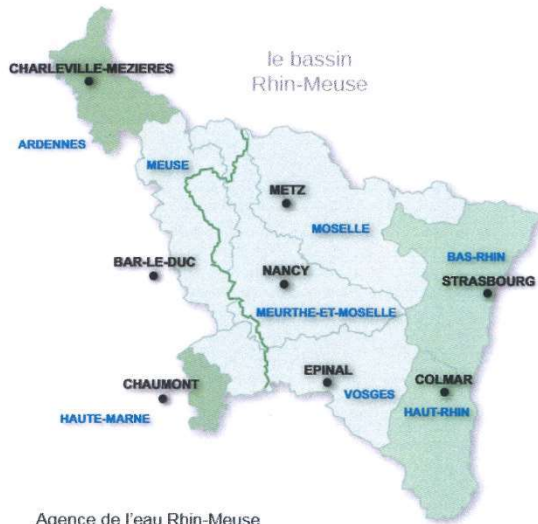 le bassin
Rhin-Meuse
CHARLEVILLE-MEZIERES
ARDENNES
MEUSE
METZ
MOSELLE
BAS-RHIN
BAR-LE-DUC
NANCY
STRASBOURG
MEURTHE-ET-MOSELLE
EPINAL
CHAUMONT
VOSGES
COLMAR
HAUTE-MARNE
HAUT-RHIN
Agence de l'eau Rhin-Meuse